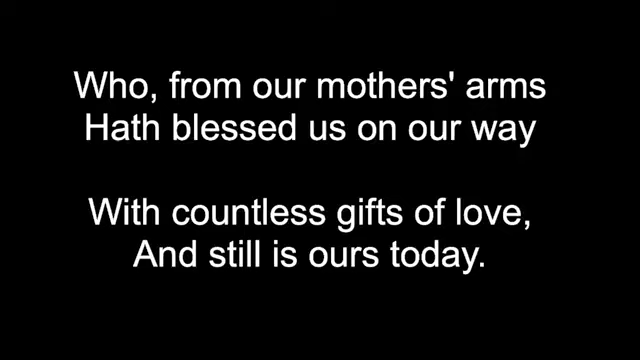 Who, from our mothers' arms
Hath blessed us on our way
With countless gifts of love,
And still is ours today.